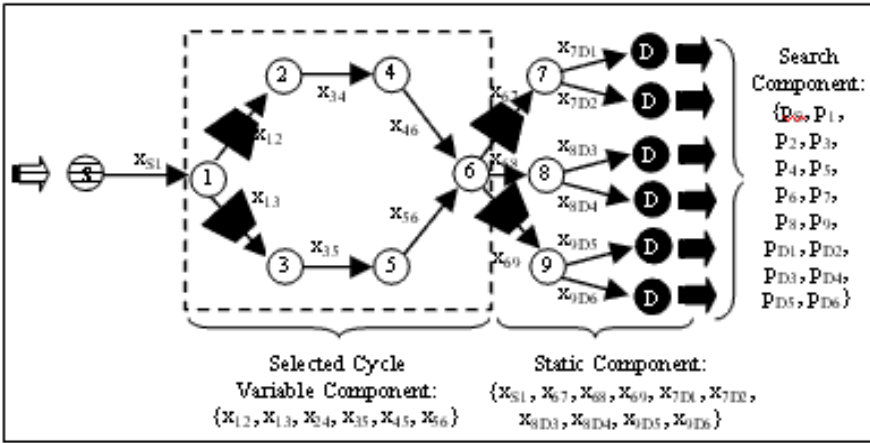 X7D1
D
2
4
7
X34
X67
X7D2
D
X12
X46
X8D3
D
XS1
X68
S
1
6
8
X8D4
D
X13
X56
X9D5
D
X35
3
5
X69
9
X9D6
D
Search
Component:
p1,
p2, p3,
p4, p5,
p6, p7,
p8, p9,
pD1, pD2,
pD3, pD4,
pD5, pD6}
Selected Cycle
Variable Component:
{x12, x13, x24, x35, x45, x56}
Static Component:
{xS1, x67, x68, x69, x7D1, x7D2,
x8D3, x8D4, x9D5, x9D6}